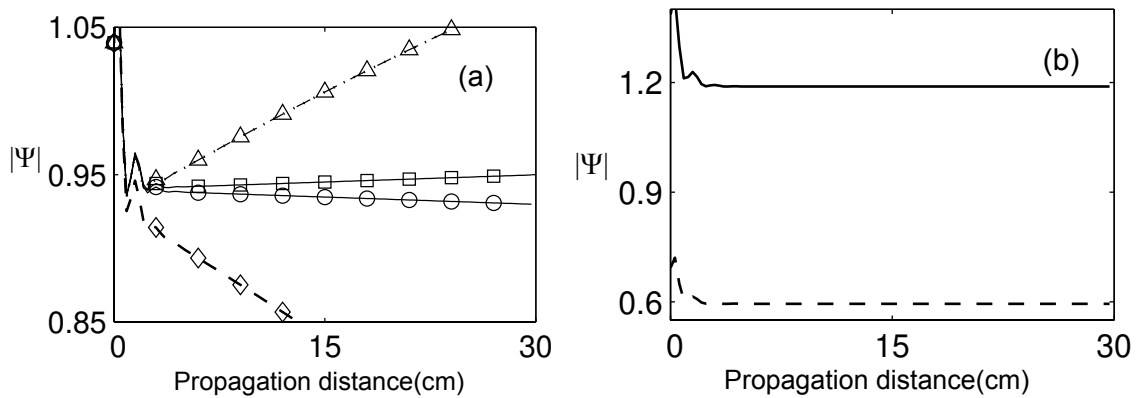 1.05
(a)
|Ψ|
0.95
0.85
0
15
30
Propagation distance(cm)
(b)
1.2
|Ψ|
0.9
0.6
0
15
30
Propagation distance(cm)